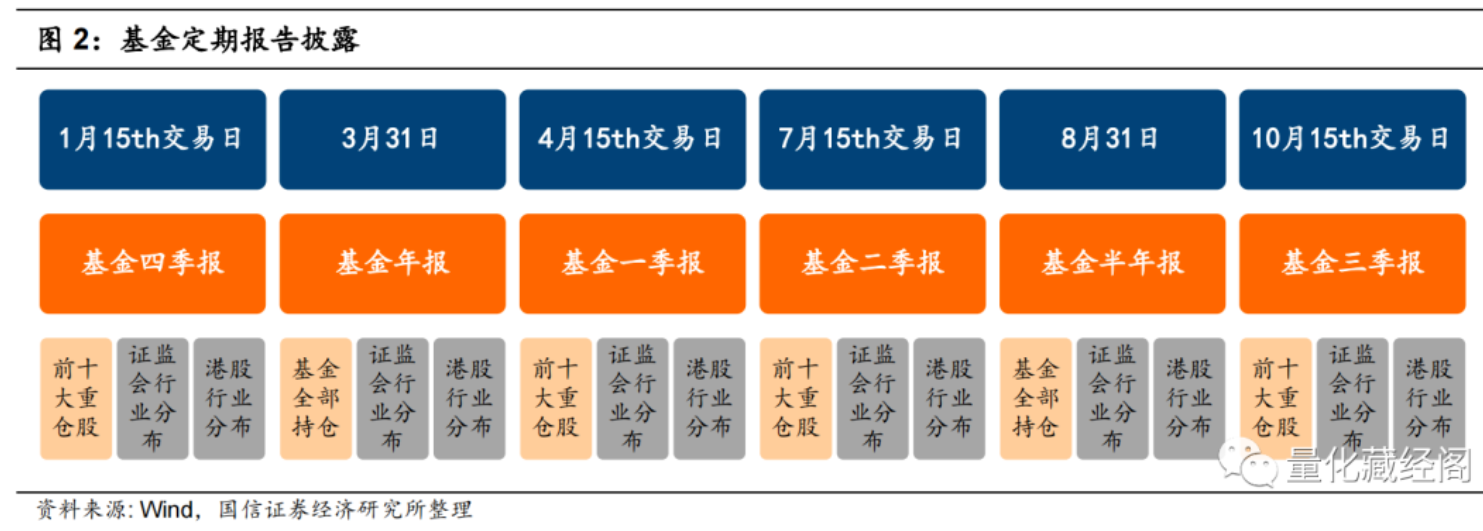 图 2：基金定期报告披露
1月15th交易日
3月31日
4月15th交易日
7月15th交易日
8月31日
10月15th交易日
基金四季报
基金年报
基金一季报
基金二季报
基金半年报
基金三季报
前十
大重
仓股
证监
会行
业分
布
港股
行业
分布
基金
全部
持仓
证监
会行
业分
布
港股
行业
分布
前十
大重
仓股
证监
会行
业分
布
港股
行业
分布
前十
大重
仓股
证监
会行
业分
布
港股
行业
分布
基金
全部
持仓
证监
会行
业分
布
港股
行业
分布
前十
大重
仓股
证监
会行
业分
布
港股
行业
分布
量化藏经阁
资料来源: Wind，国信证券经济研究所整理